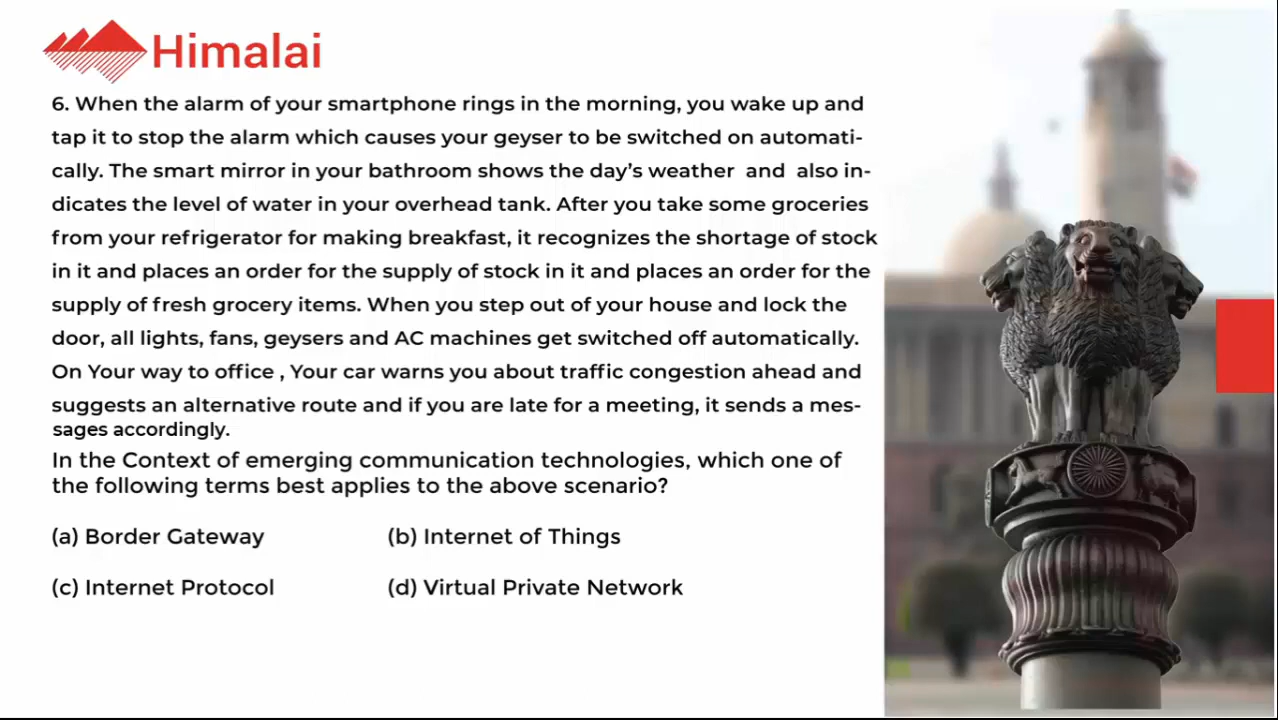 Himalai
6. When the alarm of your smartphone rings in the morning, you wake up and
tap it to stop the alarm which causes your geyser to be switched on automati-
cally. The smart mirror in your bathroom shows the day's weather and also in-
dicates the level of water in your overhead tank. After you take some groceries
from your refrigerator for making breakfast, it recognizes the shortage of stock
in it and places an order for the supply of stock in it and places an order for the
supply of fresh grocery items. When you step out of your house and lock the
door, all lights, fans, geysers and AC machines get switched off automatically.
On Your way to office , Your car warns you about traffic congestion ahead and
suggests an alternative route and if you are late for a meeting, it sends a mes-
sages accordingly.
In the Context of emerging communication technologies, which one of
the following terms best applies to the above scenario?
(a) Border Gateway (b) Internet of Things
(c) Internet Protocol (d) Virtual Private Network